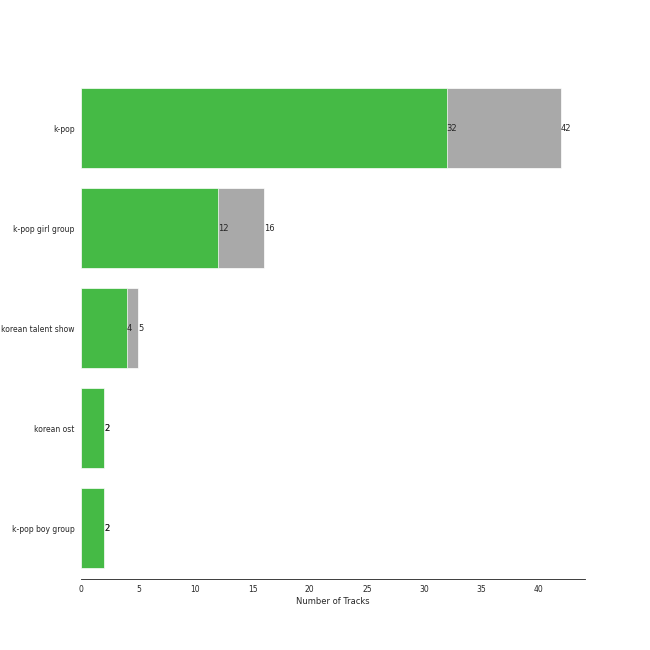 k-pop 32 42
k-pop girl group 12 16
korean talent show 4 5
korean ost 2
k-pop boy group 2
0 5 10 15 20 25 30 35 40
Number of Tracks